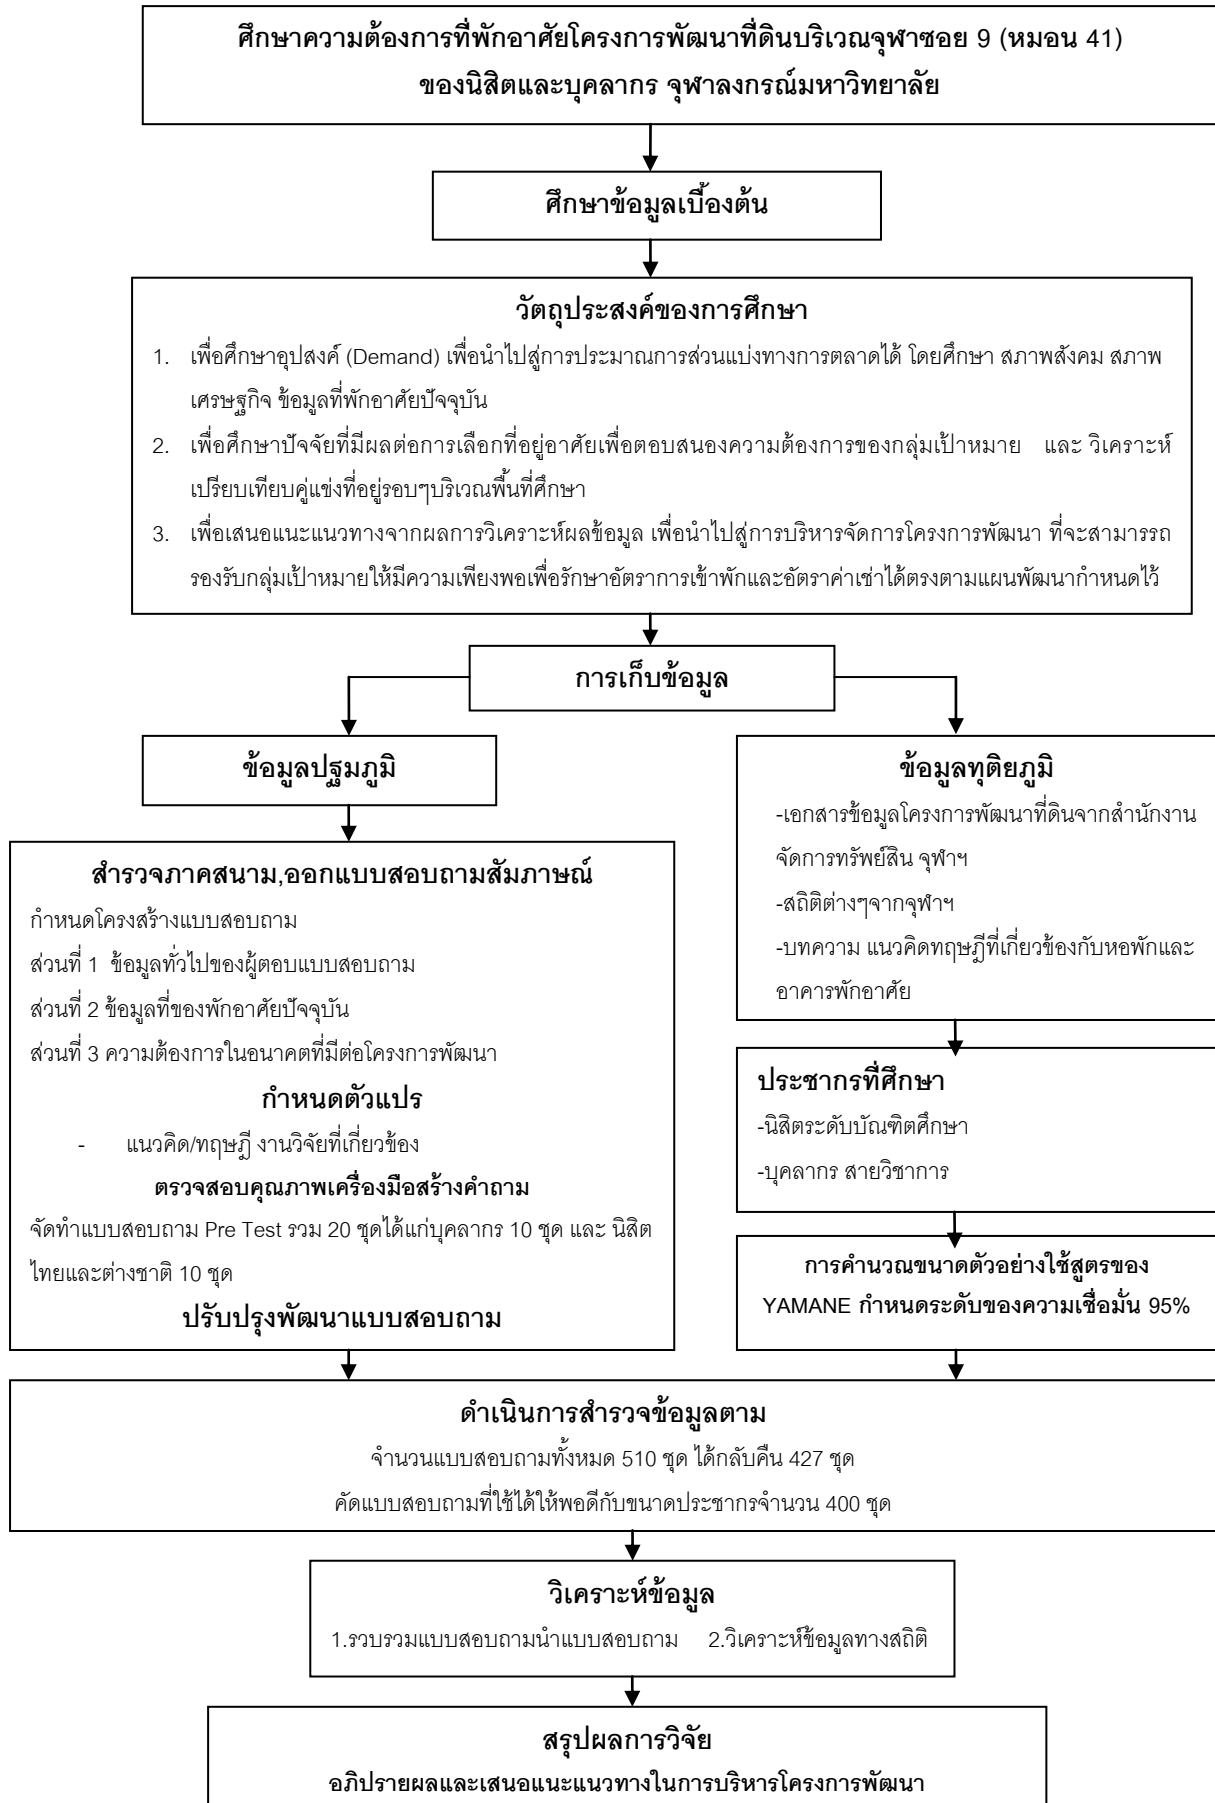 ศึกษาความต้องการที่พักอาศัยโครงการพัฒนาที่ดินบริเวณจุฬาซอย 9 (หมอน 41)
ของนิสิตและบุคลากร จุฬาลงกรณ์มหาวิทยาลัย
ศึกษาข้อมูลเบื้องต้น
วัตถุประสงค์ของการศึกษา
1. เพื่อศึกษาอุปสงค์ (Demand) เพื่อนำไปสู่การประมาณการส่วนแบ่งทางการตลาดได้ โดยศึกษา สภาพสังคม สภาพ
เศรษฐกิจ ข้อมูลที่พักอาศัยปัจจุบัน
2. เพื่อศึกษาปัจจัยที่มีผลต่อการเลือกที่อยู่อาศัยเพื่อตอบสนองความต้องการของกลุ่มเป้าหมาย และ วิเคราะห์
เปรียบเทียบคู่แข่งที่อยู่รอบๆบริเวณพื้นที่ศึกษา
3. เพื่อเสนอแนะแนวทางจากผลการวิเคราะห์ผลข้อมูล เพื่อนำไปสู่การบริหารจัดการโครงการพัฒนา ที่จะสามารรถ
รองรับกลุ่มเป้าหมายให้มีความเพียงพอเพื่อรักษาอัตราการเข้าพักและอัตราค่าเช่าได้ตรงตามแผนพัฒนากำหนดไว้
การเก็บข้อมูล
ข้อมูลปฐมภูมิ
สำรวจภาคสนาม,ออกแบบสอบถามสัมภาษณ์
กำหนดโครงสร้างแบบสอบถาม
ส่วนที่ 1 ข้อมูลทั่วไปของผู้ตอบแบบสอบถาม
ส่วนที่ 2 ข้อมูลที่ของพักอาศัยปัจจุบัน
ส่วนที่ 3 ความต้องการในอนาคตที่มีต่อโครงการพัฒนา
กำหนดตัวแปร
- แนวคิด/ทฤษฎี งานวิจัยที่เกี่ยวข้อง
ตรวจสอบคุณภาพเครื่องมือสร้างคำถาม
จัดทำแบบสอบถาม Pre Test รวม 20 ชุดได้แก่บุคลากร 10 ชุด และ นิสิต
ไทยและต่างชาติ 10 ชุด
ปรับปรุงพัฒนาแบบสอบถาม
ข้อมูลทุติยภูมิ
-เอกสารข้อมูลโครงการพัฒนาที่ดินจากสำนักงาน
จัดการทรัพย์สิน จุฬาฯ
-สถิติต่างๆจากจุฬาฯ
-บทความ แนวคิดทฤษฎีที่เกี่ยวข้องกับหอพักและ
อาคารพักอาศัย
ประชากรที่ศึกษา
-นิสิตระดับบัณฑิตศึกษา
-บุคลากร สายวิชาการ
การคำนวณขนาดตัวอย่างใช้สูตรของ
YAMANE กำหนดระดับของความเชื่อมั่น 95%
ดำเนินการสำรวจข้อมูลตาม
จำนวนแบบสอบถามทั้งหมด 510 ชุด ได้กลับคืน 427 ชุด
คัดแบบสอบถามที่ใช้ได้ให้พอดีกับขนาดประชากรจำนวน 400 ชุด
วิเคราะห์ข้อมูล
1.รวบรวมแบบสอบถามนำแบบสอบถาม 2.วิเคราะห์ข้อมูลทางสถิติ
สรุปผลการวิจัย
อภิปรายผลและเสนอแนะแนวทางในการบริหารโครงการพัฒนา